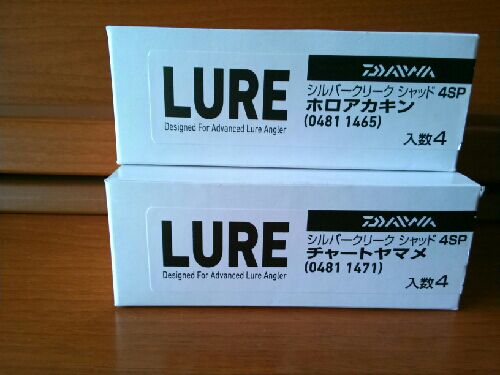 LURE
Designed For Advanced Lure Angler
DAIWA
シルバークリーク シャッド 4SP
ホロアカキン
(0481 1465)
入数 4
LURE
Designed For Advanced Lure Angler
DAIWA
シルバークリーク シャッド 4SP
チャートヤマメ
(0481 1471)
入数 4